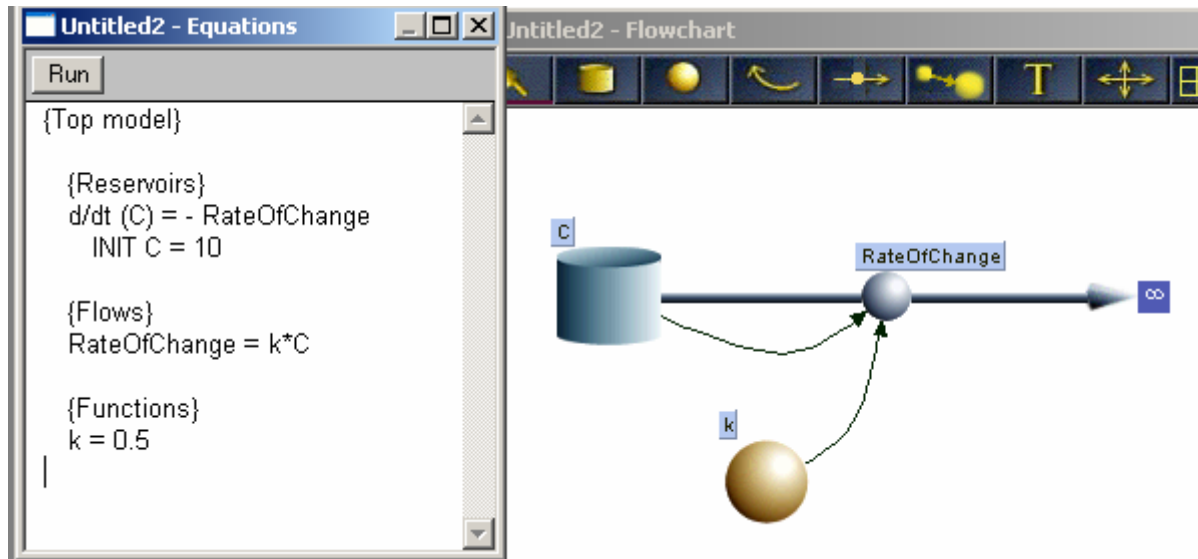 Untitled2 - Equations
Run
{Top model}
{Reservoirs}
d/dt (C) = - RateOfChange
INIT C = 10
{Flows}
RateOfChange = k*C
{Functions}
k = 0.5
Untitled2 - Flowchart
T
C
RateOfChange
∞
k